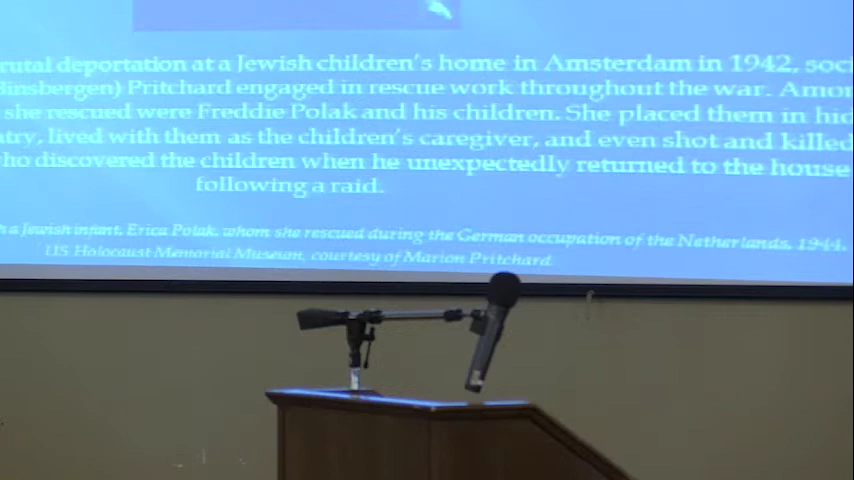 rutal deportation at a Jewish children's home in Amsterdam in 1942, soci
Binsbergen) Pritchard engaged in rescue work throughout the war. Amon
she rescued were Freddie Polak and his children. She placed them in hid
ntry, lived with them as the children's caregiver, and even shot and killed
who discovered the children when he unexpectedly returned to the house
following a raid.
h a Jewish infant, Erica Polak, whom she rescued during the German occupation of the Netherlands, 1944.
US Holocaust Memorial Museum, courtesy of Marion Pritchard